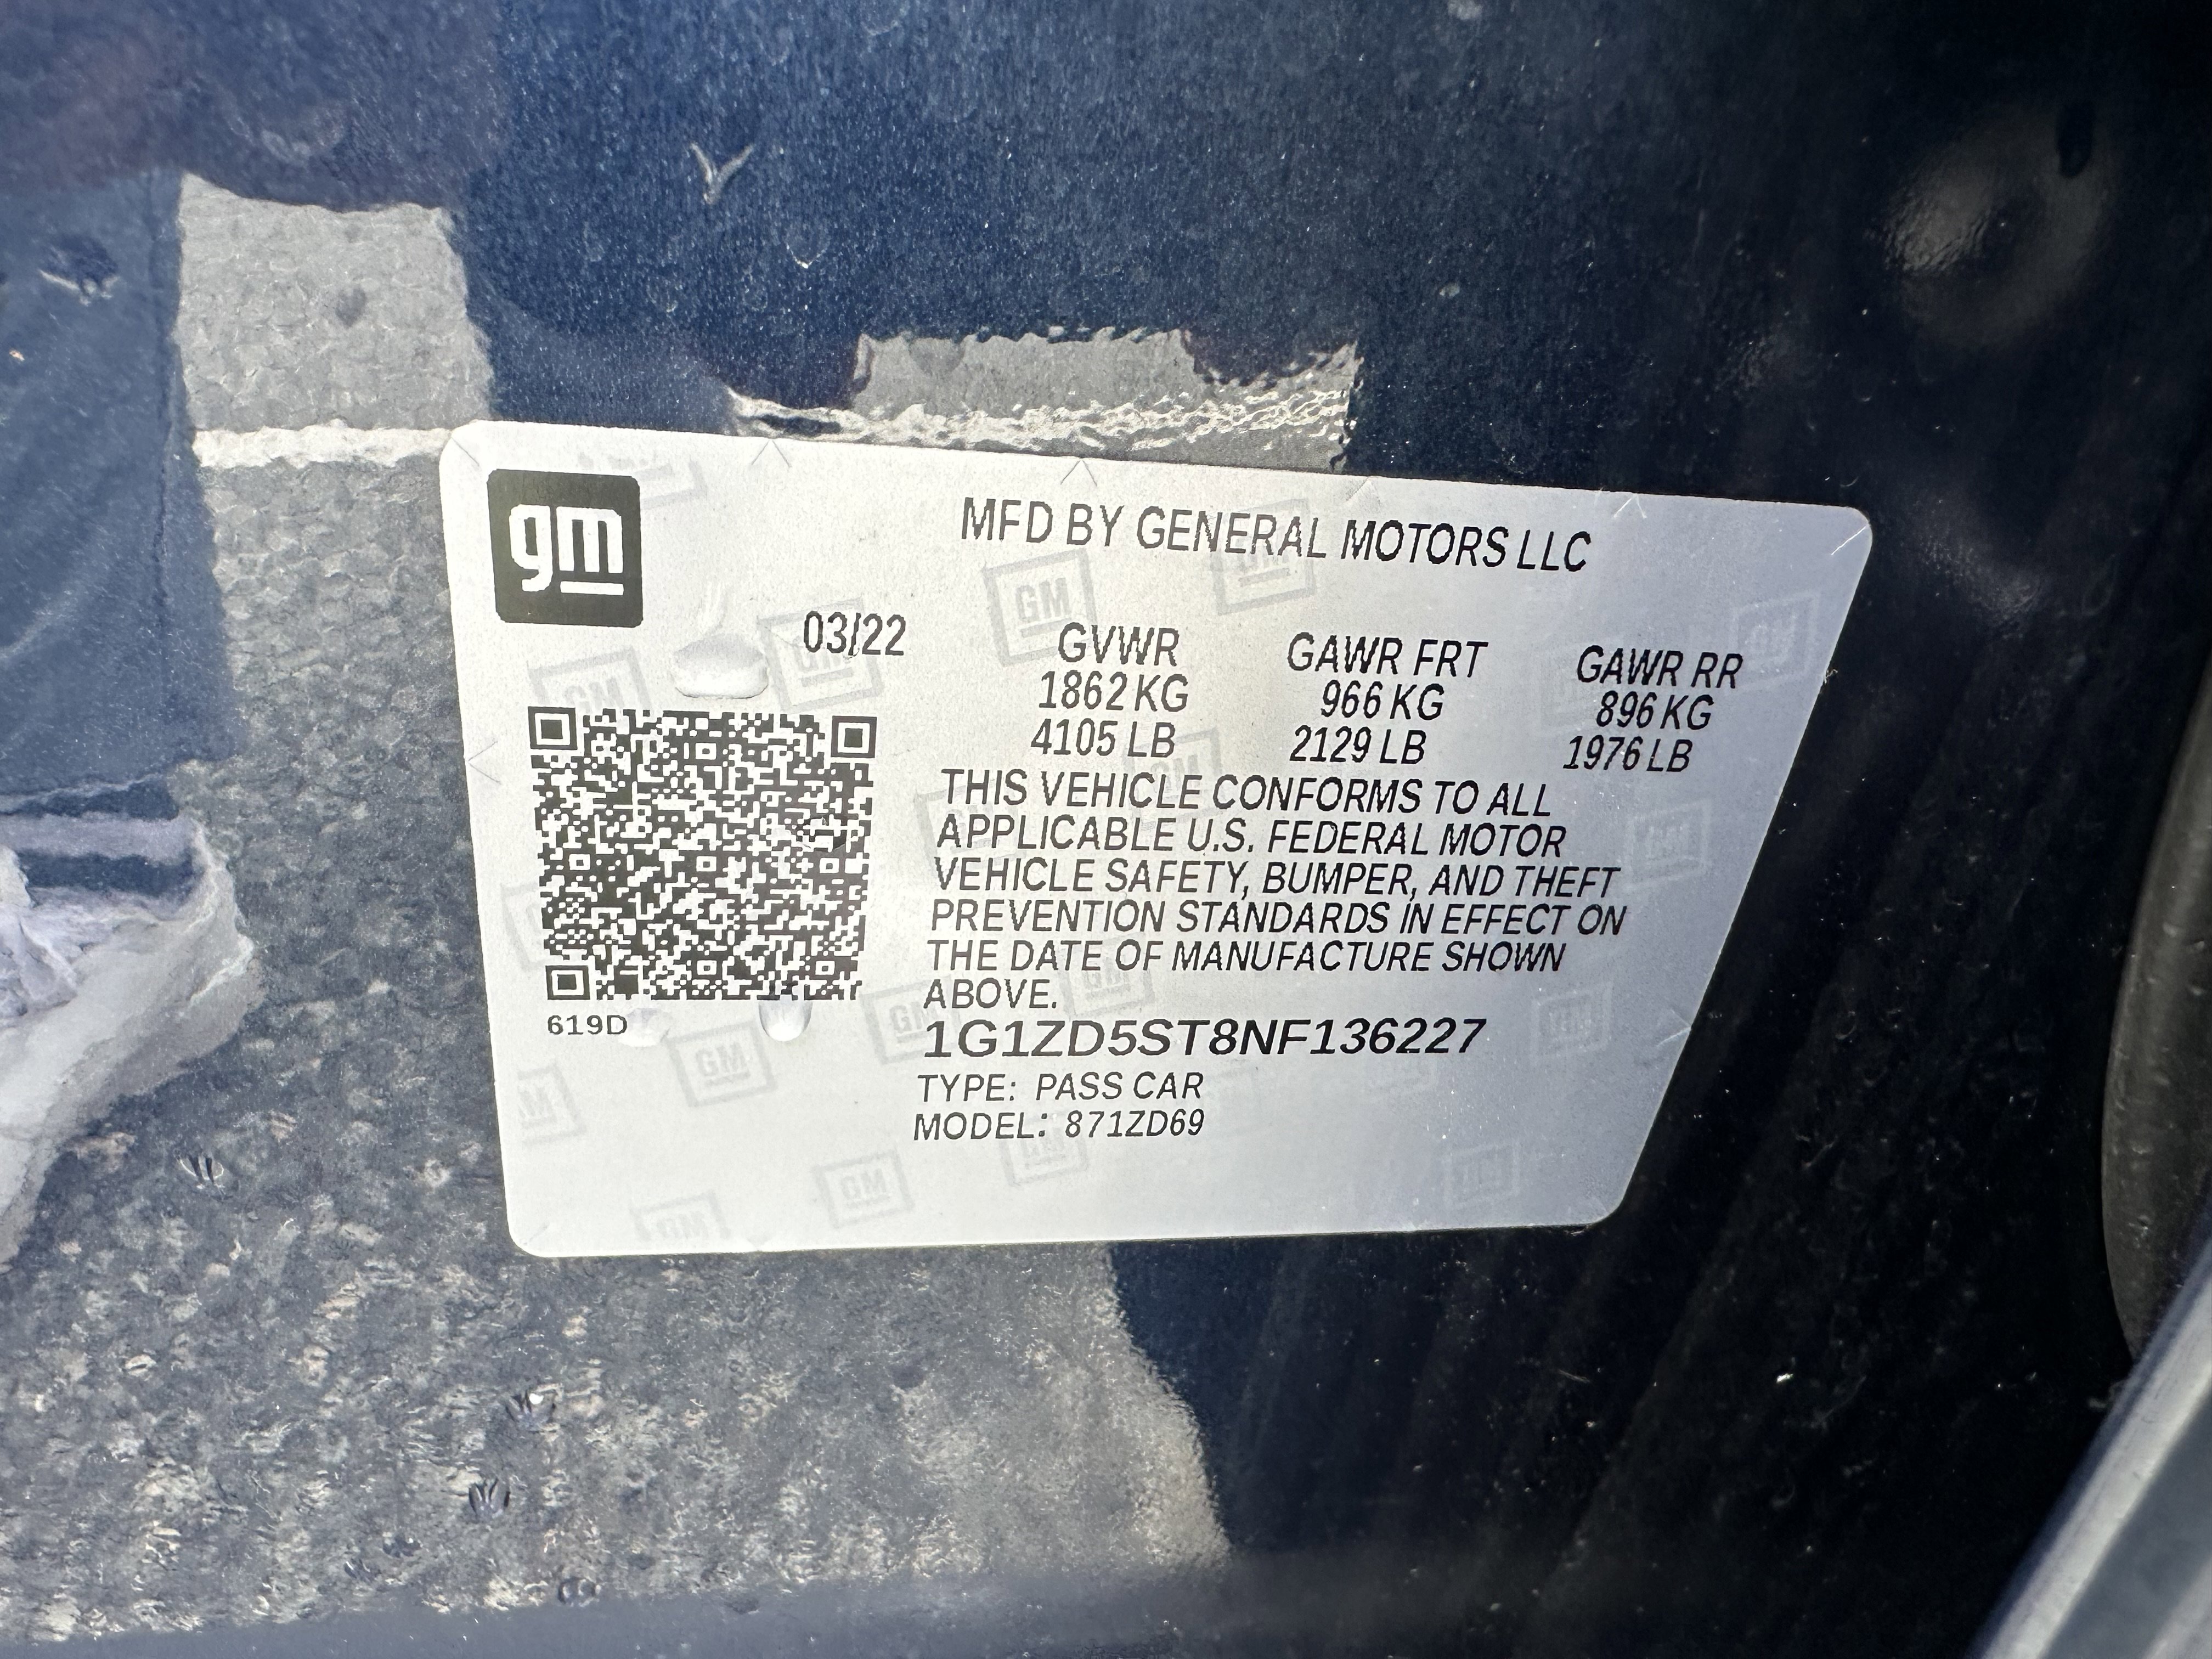 gm
MFD BY GENERAL MOTORS LLC
03/22
GVWR GAWR FRT GAWR RR
1862 KG 966 KG 896 KG
4105 LB 2129 LB 1976 LB
THIS VEHICLE CONFORMS TO ALL
APPLICABLE U.S. FEDERAL MOTOR
VEHICLE SAFETY, BUMPER, AND THEFT
PREVENTION STANDARDS IN EFFECT ON
THE DATE OF MANUFACTURE SHOWN
ABOVE.
619D
1G1ZD5ST8NF136227
TYPE: PASS CAR
MODEL: 871ZD69